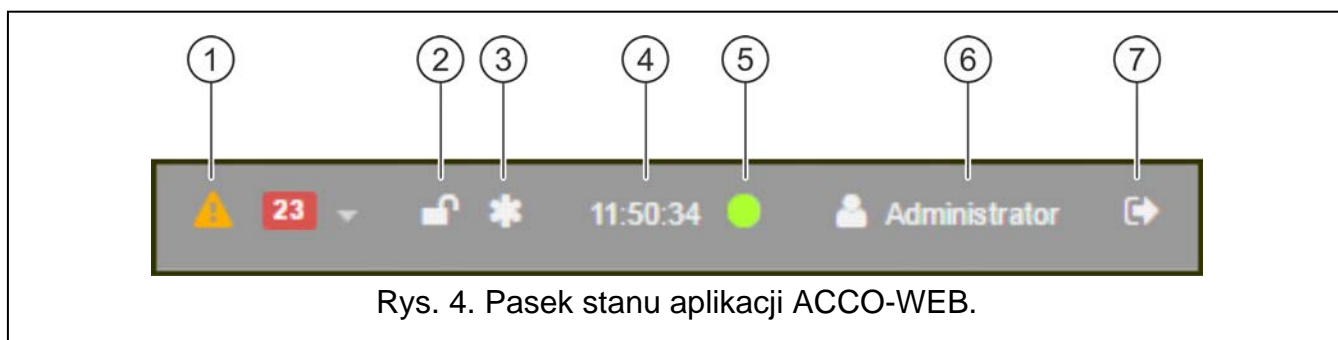 1 2 3 4 5 6 7
23 11:50:34 Administrator
Rys. 4. Pasek stanu aplikacji ACCO-WEB.